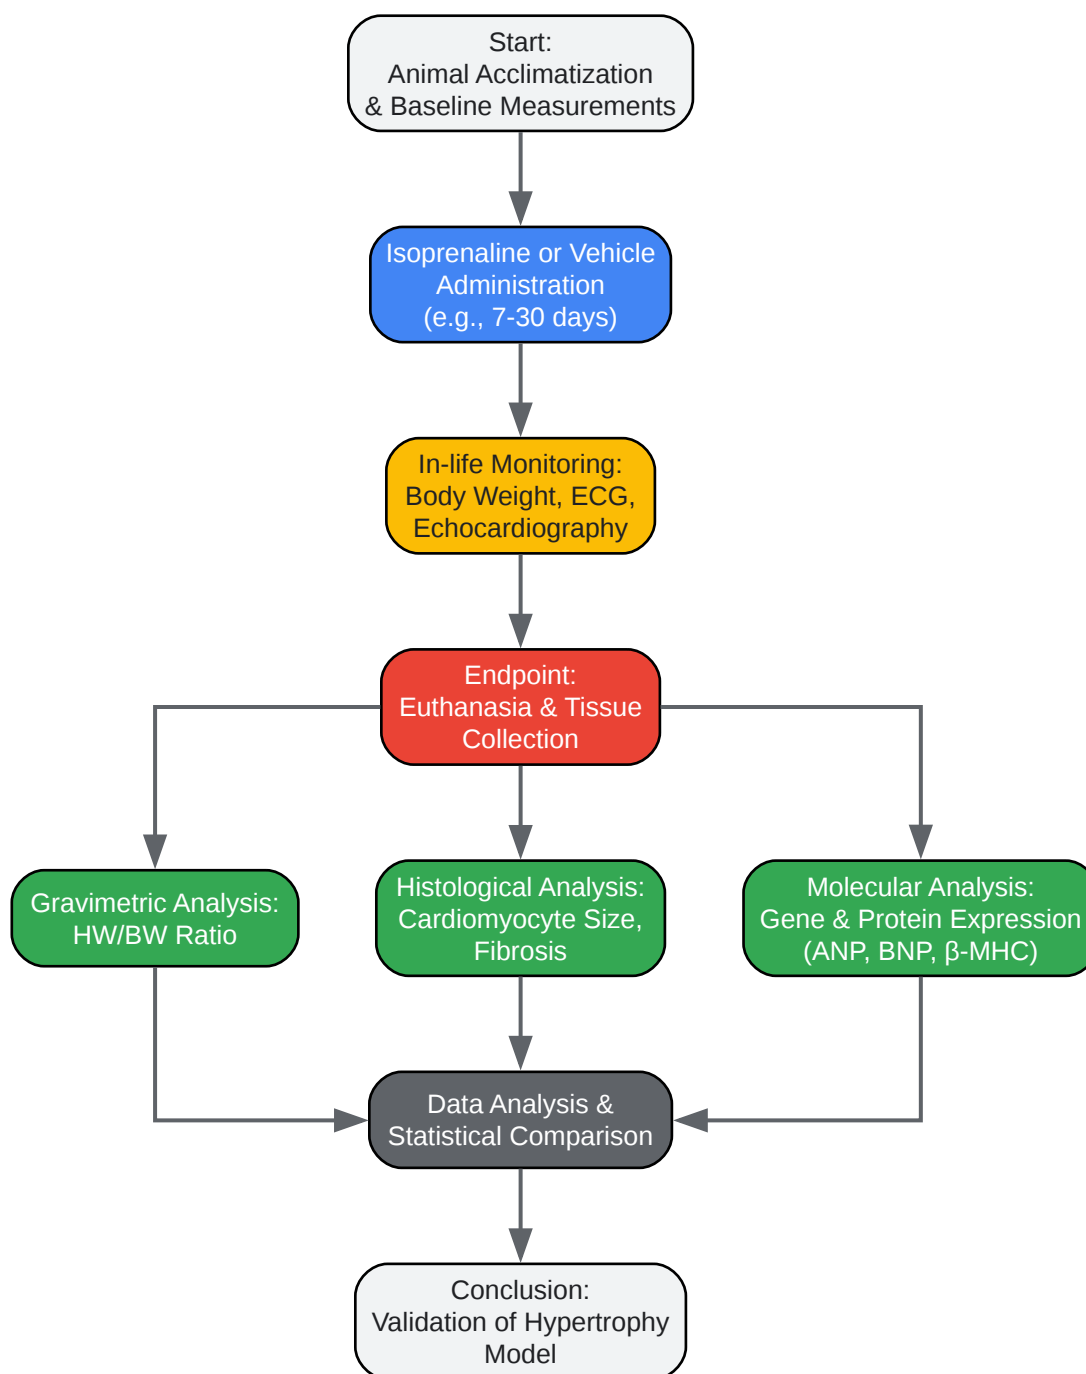 Start:
Animal Acclimatization
& Baseline Measurements
Isoprenaline or Vehicle
Administration
(e.g., 7-30 days)
In-life Monitoring:
Body Weight, ECG,
Echocardiography
Endpoint:
Euthanasia & Tissue
Collection
Gravimetric Analysis:
HW/BW Ratio
Histological Analysis:
Cardiomyocyte Size,
Fibrosis
Molecular Analysis:
Gene & Protein Expression
(ANP, BNP, β-MHC)
Data Analysis &
Statistical Comparison
Conclusion:
Validation of Hypertrophy
Model